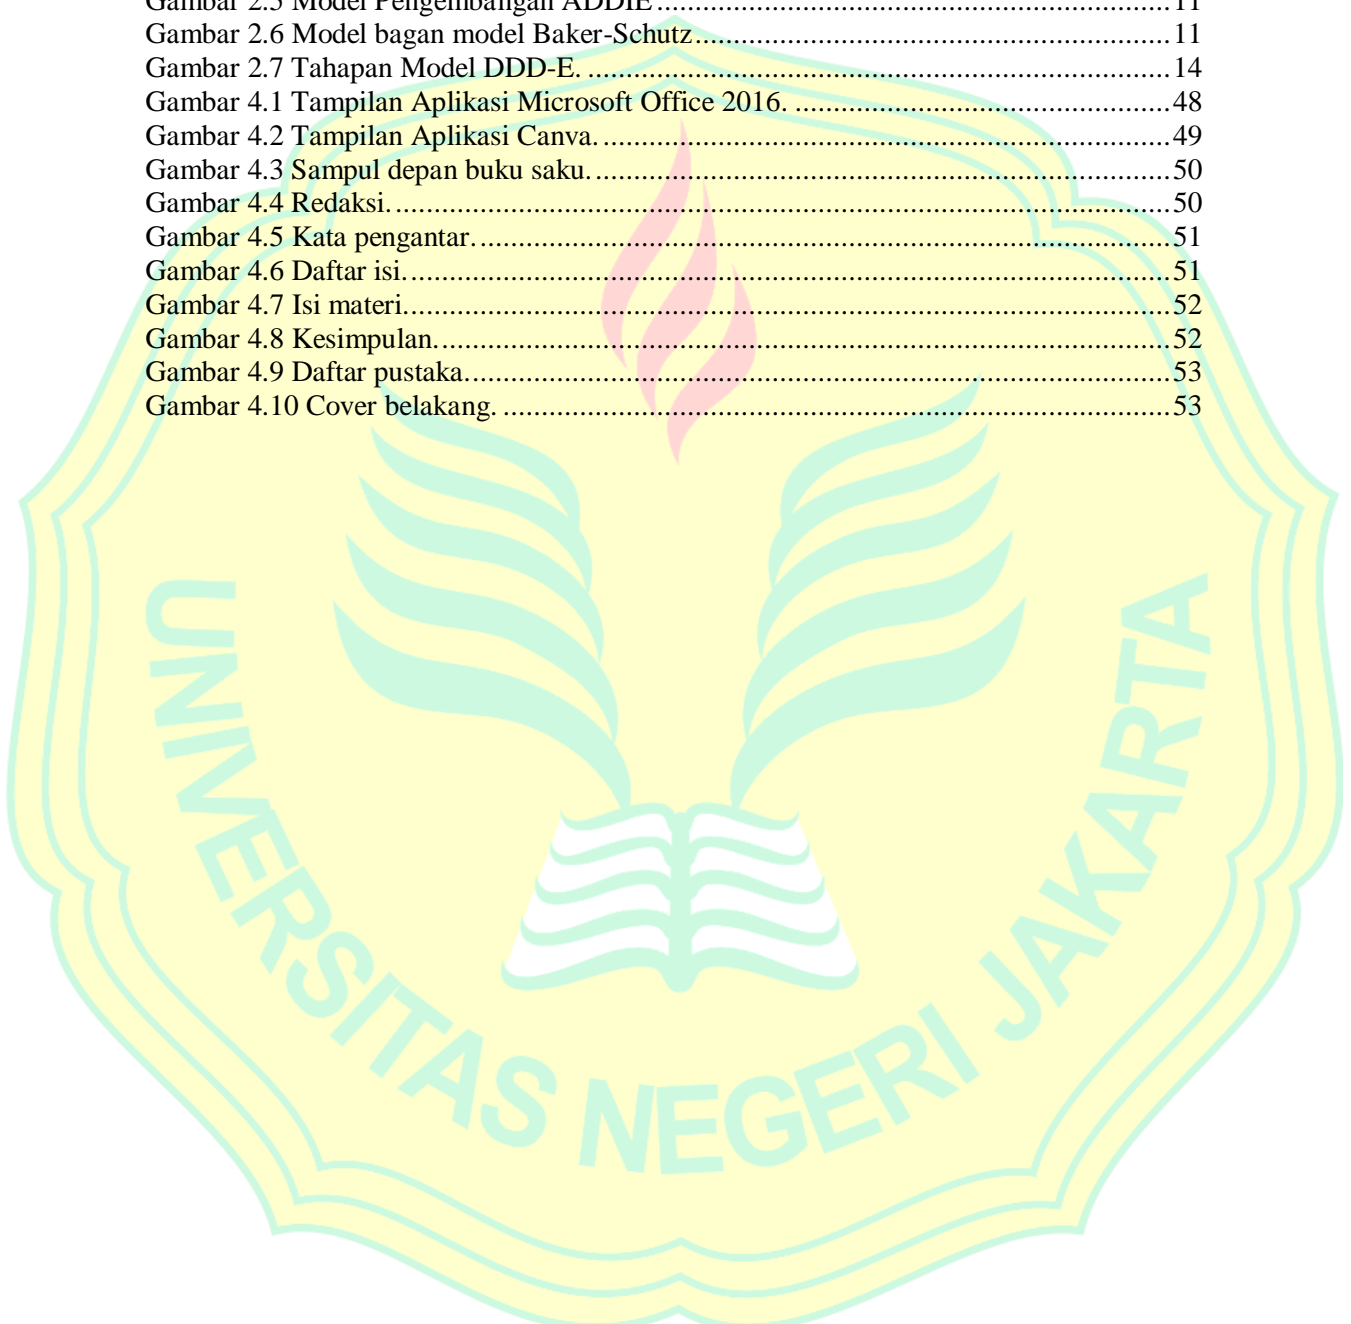 Gambar 2.5 Model Pengembangan ADDIE........................................................................11
Gambar 2.6 Model bagan model Baker-Schutz..................................................................11
Gambar 2.7 Tahapan Model DDD-E. ..................................................................................14
Gambar 4.1 Tampilan Aplikasi Microsoft Office 2016. .....................................................48
Gambar 4.2 Tampilan Aplikasi Canva................................................................................49
Gambar 4.3 Sampul depan buku saku.................................................................................50
Gambar 4.4 Redaksi.............................................................................................................50
Gambar 4.5 Kata pengantar..................................................................................................51
Gambar 4.6 Daftar isi...........................................................................................................51
Gambar 4.7 Isi materi...........................................................................................................52
Gambar 4.8 Kesimpulan.......................................................................................................52
Gambar 4.9 Daftar pustaka...................................................................................................53
Gambar 4.10 Cover belakang. .............................................................................................53
UNIVERSITAS NEGERI JAKARTA